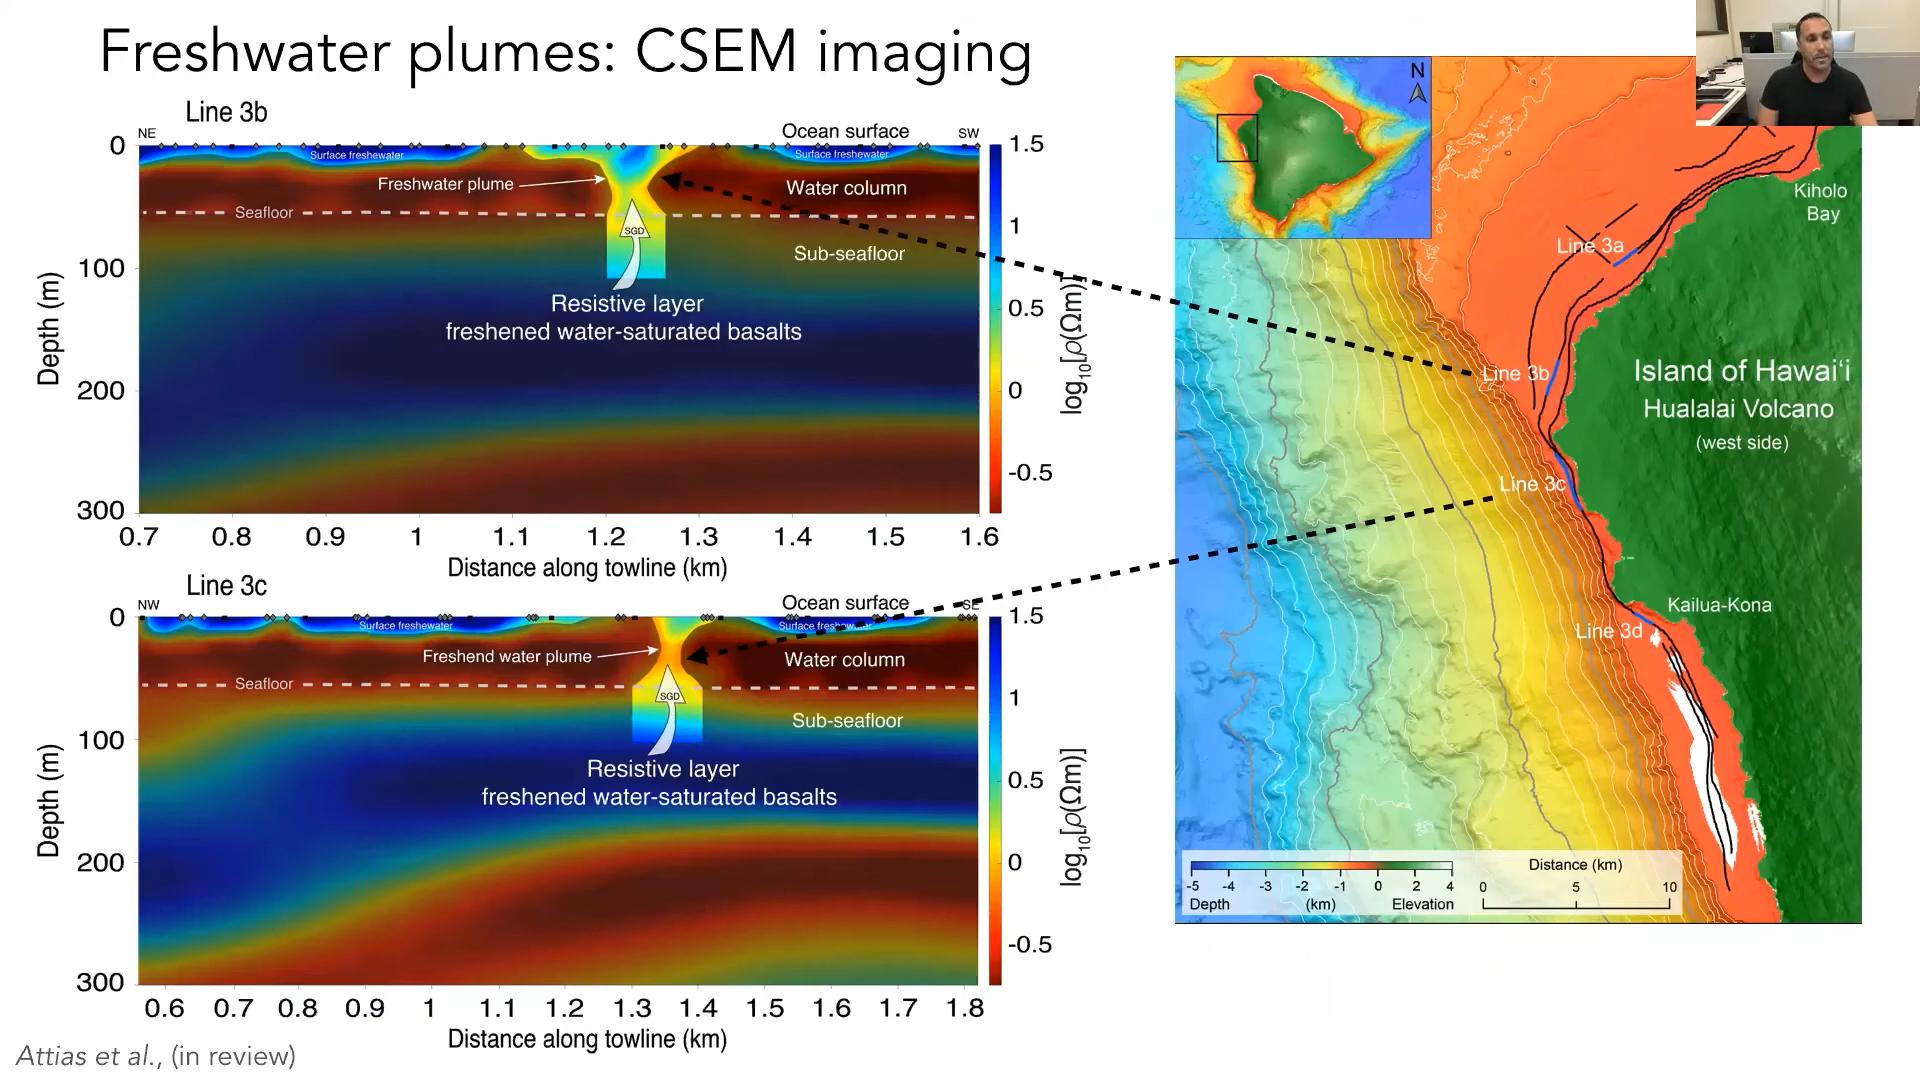 Freshwater plumes: CSEM imaging
Line 3b
NE
Ocean surface
SW
0
Surface freshewater
Surface freshewater
Freshwater plume
Water column
Seafloor
SGD
Sub-seafloor
100
Resistive layer
freshened water-saturated basalts
200
300
Depth (m)
0.7 0.8 0.9 1 1.1 1.2 1.3 1.4 1.5 1.6
Distance along towline (km)
1.5
1
0.5
0
-0.5
log10[ρ(Ωm)]
Line 3c
NW
Ocean surface
SE
0
Surface freshewater
Surface freshewater
Freshend water plume
Water column
Seafloor
SGD
Sub-seafloor
100
Resistive layer
freshened water-saturated basalts
200
300
Depth (m)
0.6 0.7 0.8 0.9 1 1.1 1.2 1.3 1.4 1.5 1.6 1.7 1.8
Distance along towline (km)
1.5
1
0.5
0
-0.5
log10[ρ(Ωm)]
Attias et al., (in review)
N
Kiholo
Bay
Line 3a
Line 3b
Island of Hawaiʻi
Hualalai Volcano
(west side)
Line 3c
Kailua-Kona
Line 3d
-5 -4 -3 -2 -1 0 2 4
Depth (km) Elevation
Distance (km)
0 5 10